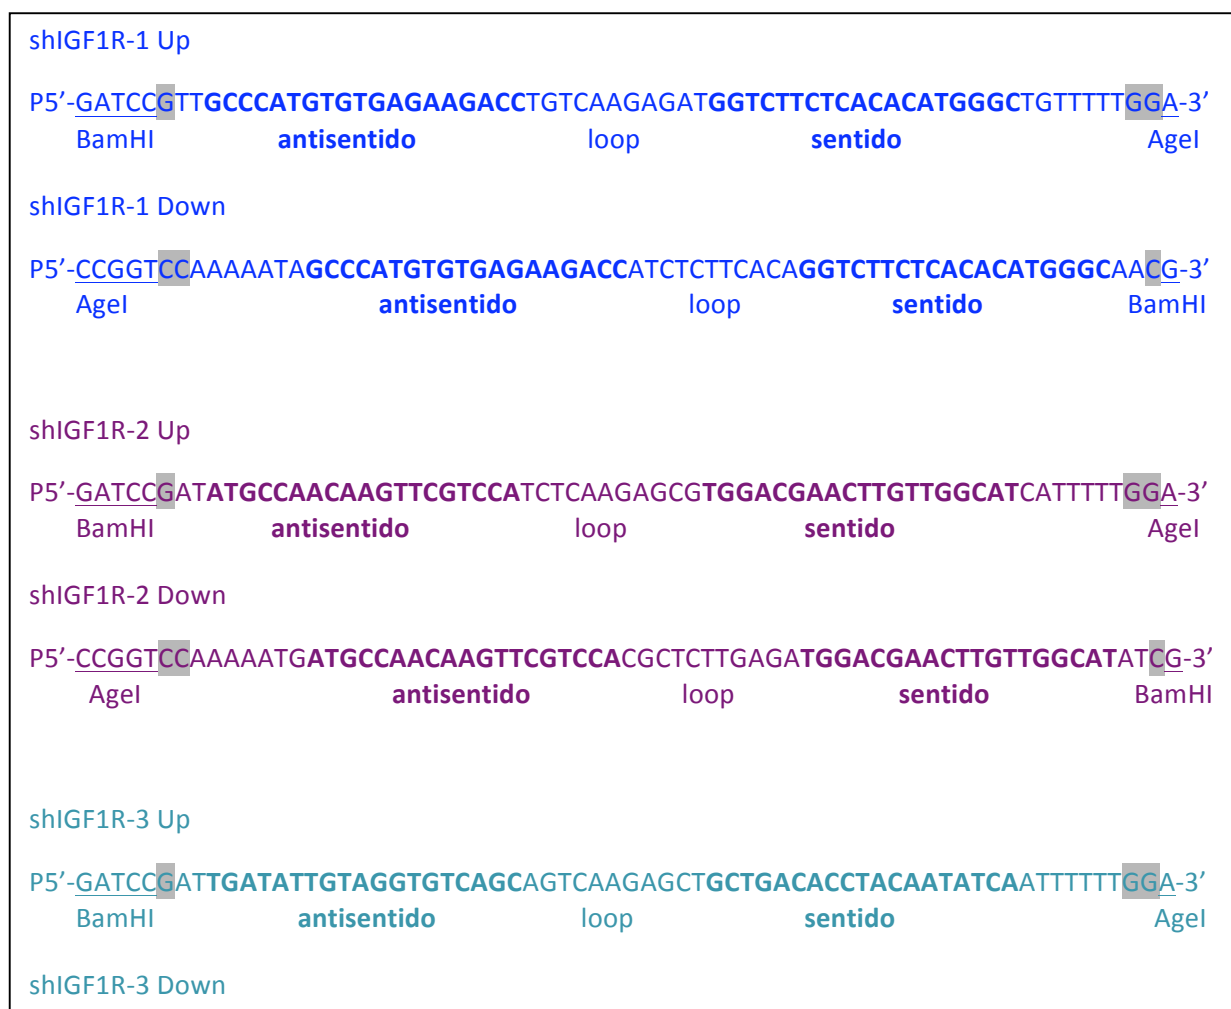 shIGF1R-1 Up
P5’-GATCCGTTGCCCATGTGTGAGAAGACCTGTCAAGAGATGGTCTTCTCACACATGGGCTGTTTTTGGA-3’
BamHI antisentido loop sentido AgeI
shIGF1R-1 Down
P5’-CCGGTCCAAAAATAGCCCATGTGTGAGAAGACCATCTCTTCACAGGTCTTCTCACACATGGGCAACG-3’
AgeI antisentido loop sentido BamHI
shIGF1R-2 Up
P5’-GATCCGATATGCCAACAAGTTCGTCCATCTCAAGAGCGTGGACGAACTTGTTGGCATCATTTTTGGA-3’
BamHI antisentido loop sentido AgeI
shIGF1R-2 Down
P5’-CCGGTCCAAAAATGATGCCAACAAGTTCGTCCACGCTCTTGAGATGGACGAACTTGTTGGCATATCG-3’
AgeI antisentido loop sentido BamHI
shIGF1R-3 Up
P5’-GATCCGATTGATATTGTAGGTGTCAGCAGTCAAGAGCTGCTGACACCTACAATATCAATTTTTTGGA-3’
BamHI antisentido loop sentido AgeI
shIGF1R-3 Down